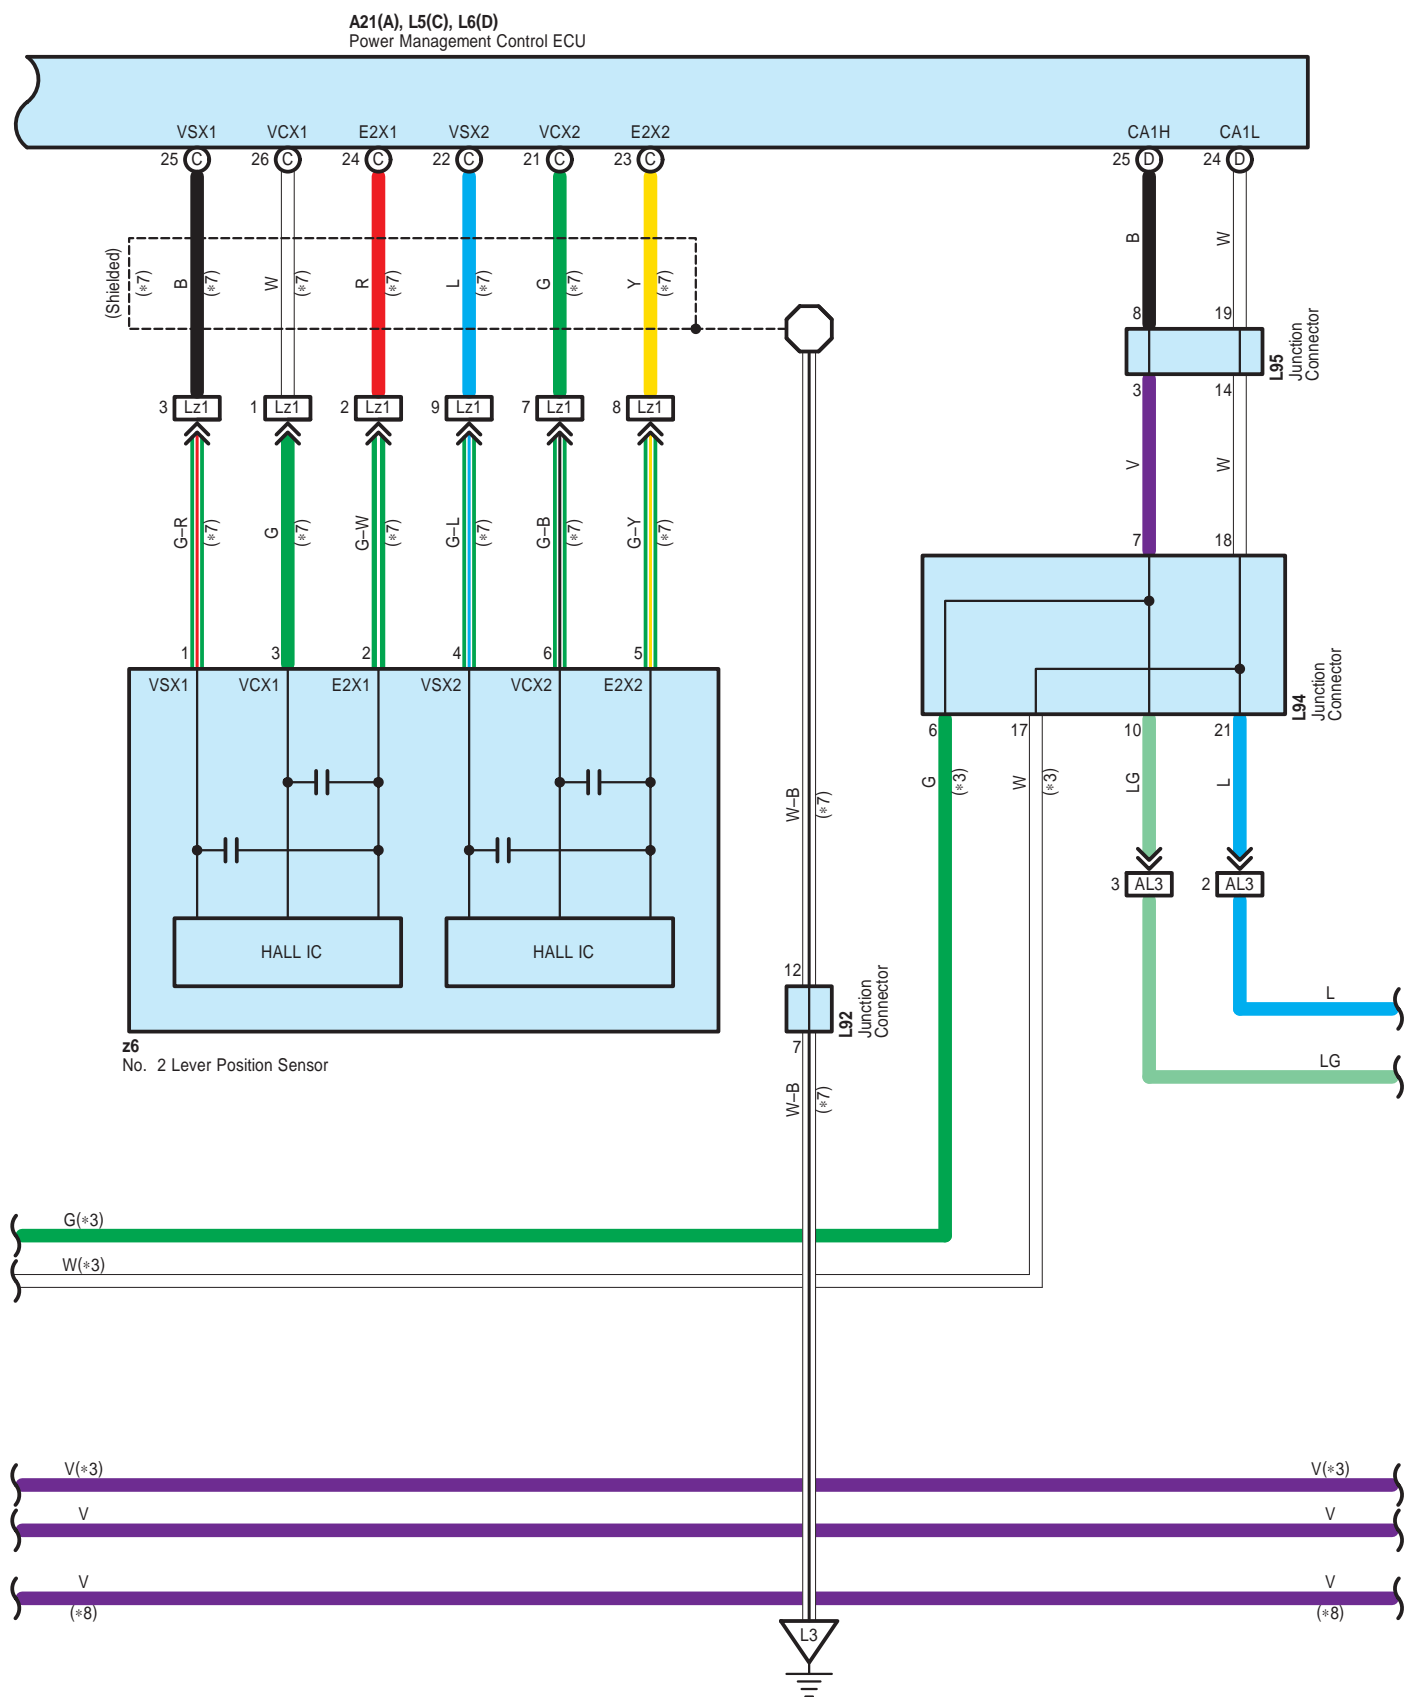 A21(A), L5(C), L6(D)
Power Management Control ECU
VSX1 VCX1 E2X1 VSX2 VCX2 E2X2 CA1H CA1L
25 C 26 C 24 C 22 C 21 C 23 C 25 D 24 D
(Shielded)
(*7)
B (*7) W (*7) R (*7) L (*7) G (*7) Y (*7)
B W
8 19
L95
Junction
Connector
3 14
3 Lz1 1 Lz1 2 Lz1 9 Lz1 7 Lz1 8 Lz1
V W
G–R (*7) G (*7) G–W (*7) G–L (*7) G–B (*7) G–Y (*7)
7 18
1 3 2 4 6 5
VSX1 VCX1 E2X1 VSX2 VCX2 E2X2
L94
Junction
Connector
6 17 10 21
G (*3) W (*3) LG L
W–B (*7)
3 AL3 2 AL3
HALL IC HALL IC
12
L92
Junction
Connector
7
L
z6
No. 2 Lever Position Sensor
LG
W–B (*7)
G(*3)
W(*3)
V(*3) V(*3)
V V
V V
(*8) (*8)
L3